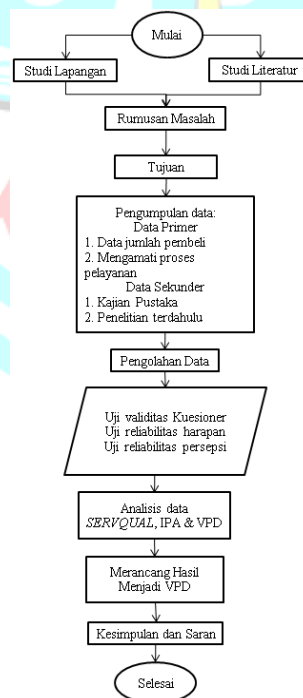 Mulai
Studi Lapangan
Studi Literatur
Rumusan Masalah
Tujuan
Pengumpulan data:
Data Primer
1. Data jumlah pembeli
2. Mengamati proses
pelayanan
Data Sekunder
1. Kajian Pustaka
2. Penelitian terdahulu
Pengolahan Data
Uji validitas Kuesioner
Uji reliabilitas harapan
Uji reliabilitas persepsi
Analisis data
SERVQUAL, IPA & VPD
Merancang Hasil
Menjadi VPD
Kesimpulan dan Saran
Selesai